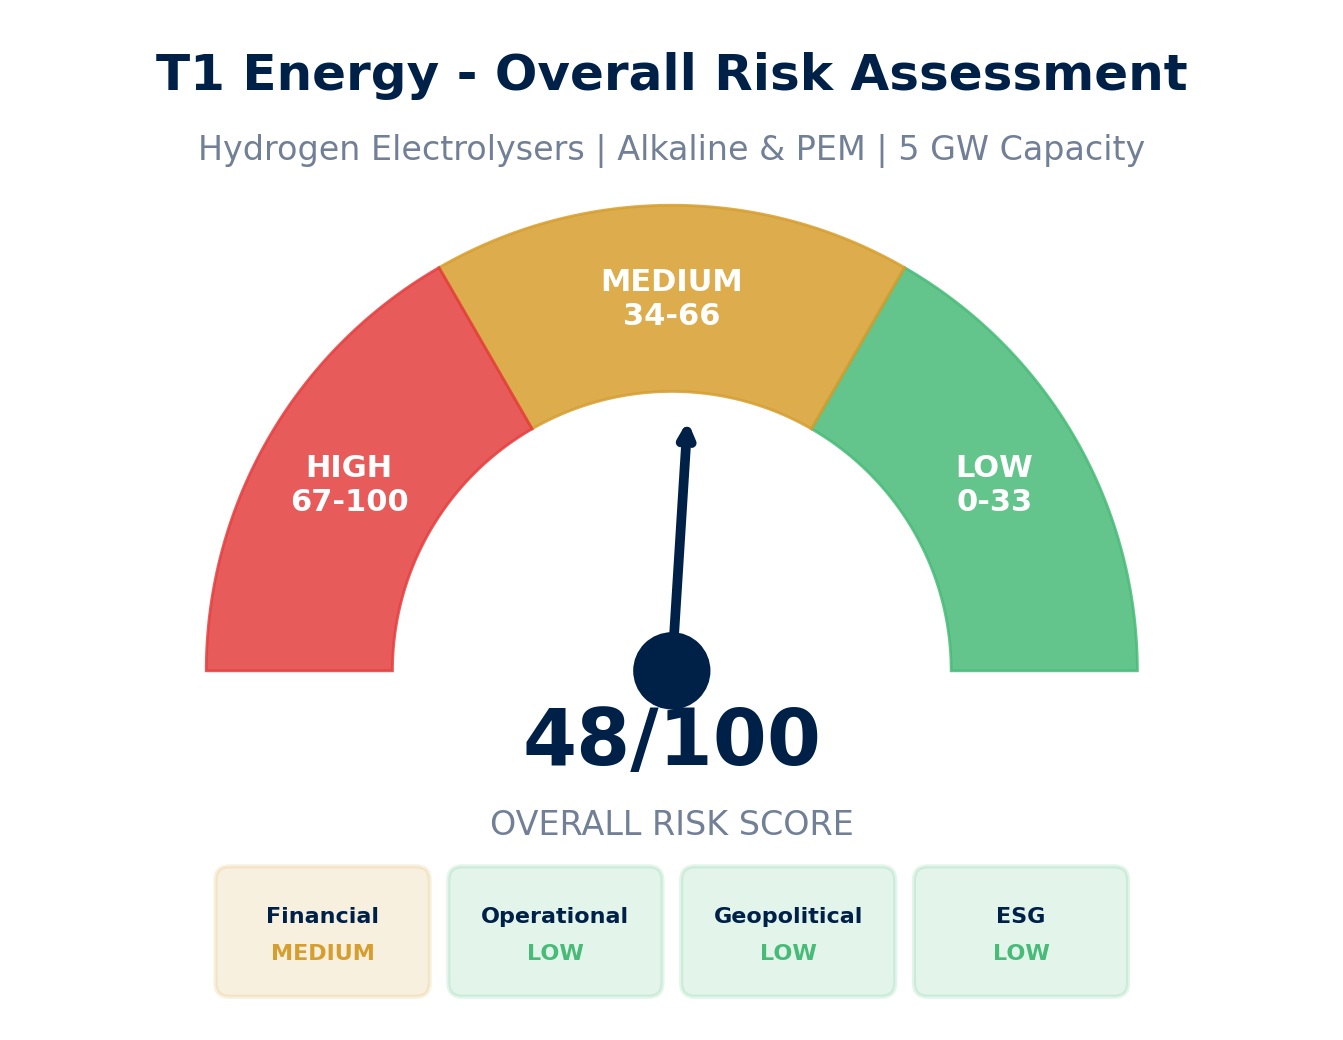 T1 Energy - Overall Risk Assessment
Hydrogen Electrolysers | Alkaline & PEM | 5 GW Capacity
MEDIUM
34-66
HIGH
67-100
LOW
0-33
48/100
OVERALL RISK SCORE
Financial
MEDIUM
Operational
LOW
Geopolitical
LOW
ESG
LOW